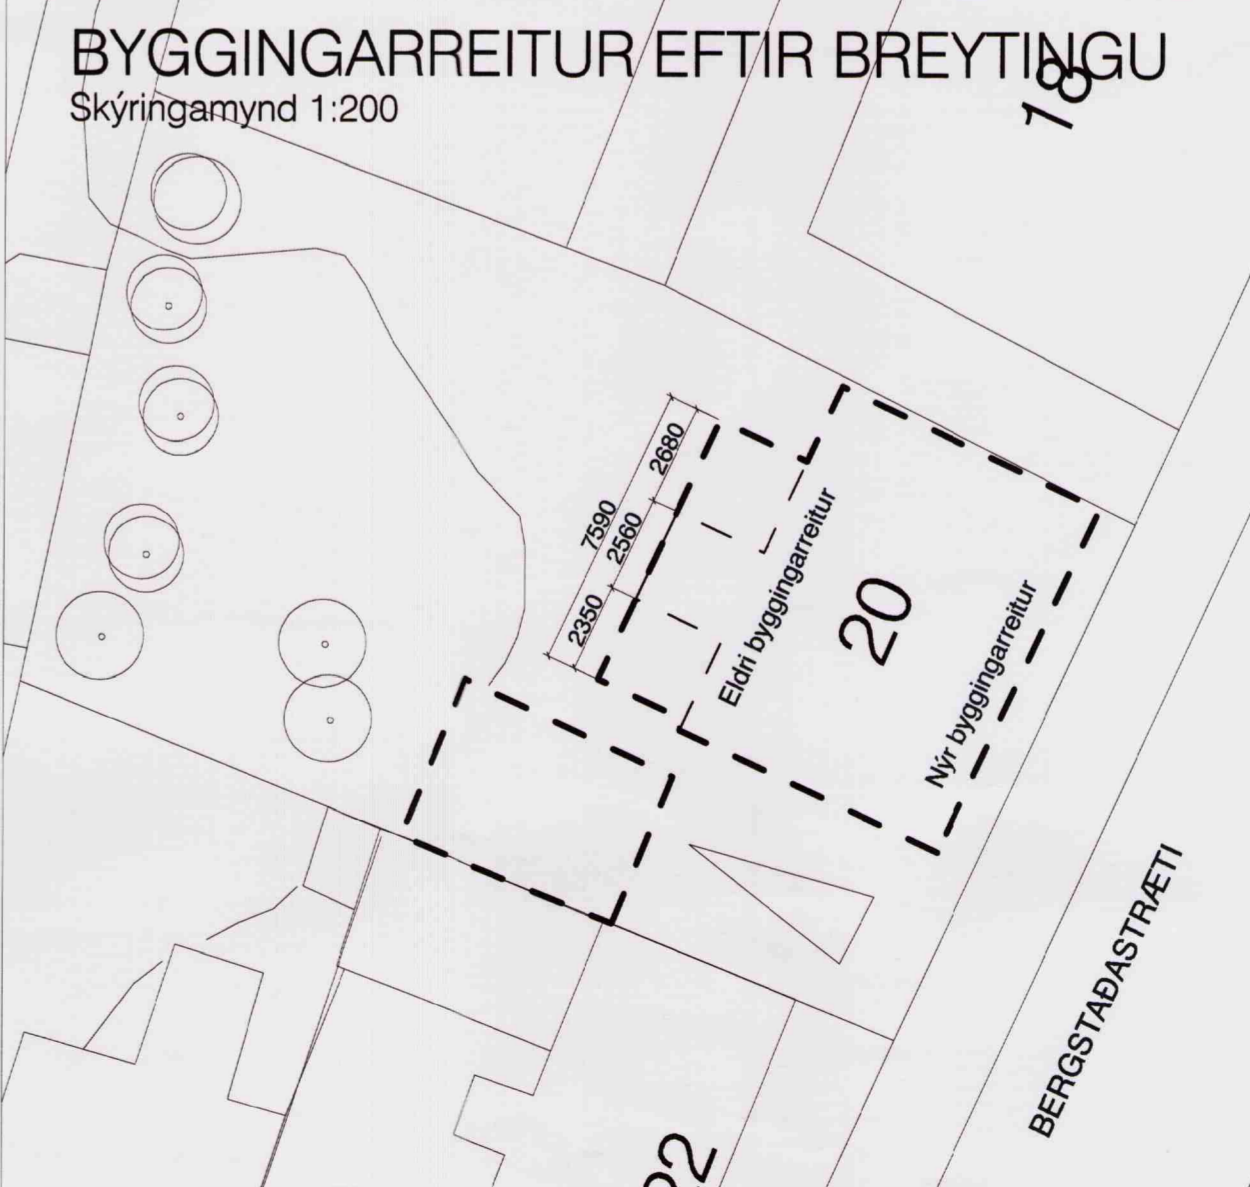 BYGGINGARREITUR EFTIR BREYTINGU
Skýringamynd 1:200
18
2680
7590
2560
2350
Eldri byggingarreitur
20
Nýr byggingarreitur
BERGSTAÐASTRÆTI
22